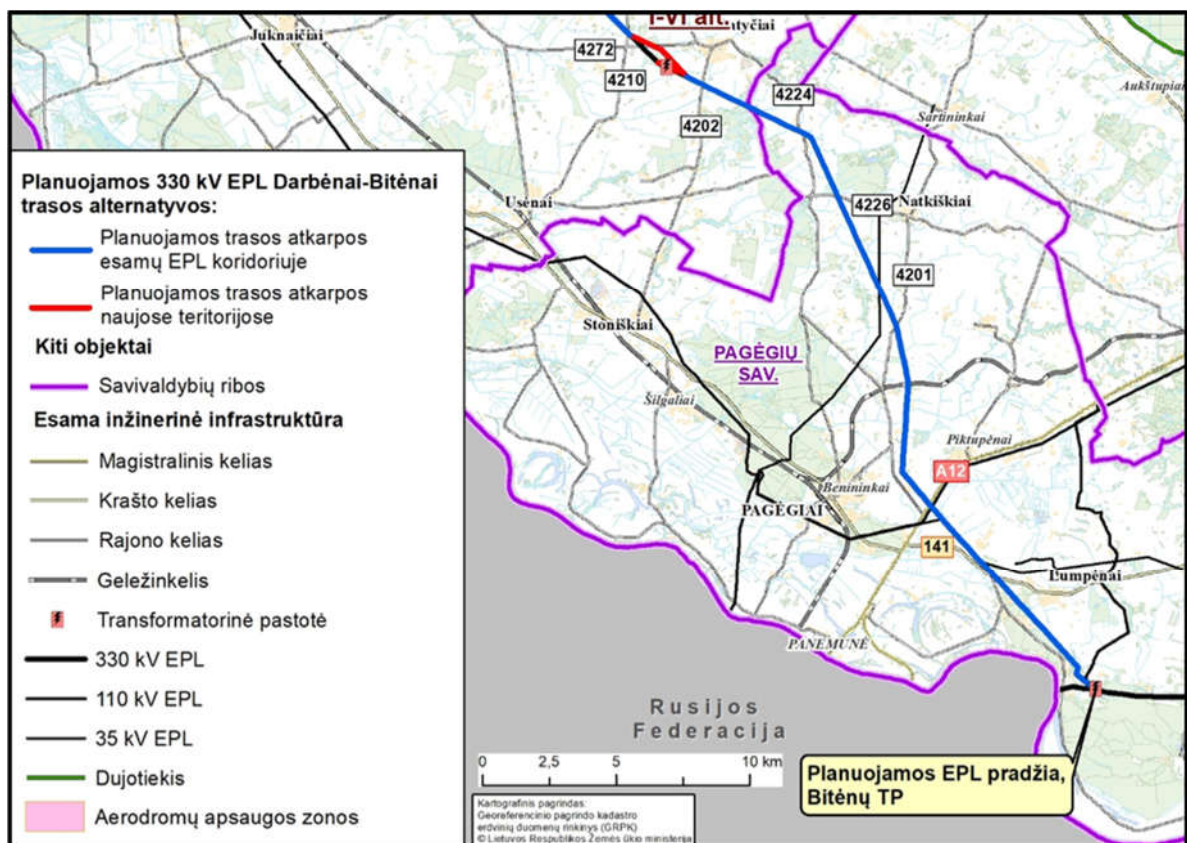 I-VI alt.
tyčiai
Juknaičiai
4272
4210
4224
4202
Aukštupiai
Sartininkai
Planuojamos 330 kV EPL Darbėnai-Bitėnai
trasos alternatyvos:
Planuojamos trasos atkarpos
esamų EPL koridoriuje
Planuojamos trasos atkarpos
naujose teritorijose
Kiti objektai
Savivaldybių ribos
Esama inžinerinė infrastruktūra
Magistralinis kelias
Krašto kelias
Rajono kelias
Geležinkelis
Transformatorinė pastotė
330 kV EPL
110 kV EPL
35 kV EPL
Dujotiekis
Aerodromų apsaugos zonos
Usėnai
4226
Natkiškiai
4201
Stoniškiai
PAGĖGIŲ
SAV.
Šilgaliai
Piktupėnai
A12
Benininkai
PAGĖGIAI
141
Lumpėnai
PANEMUNĖ
Rusijos
Federacija
0 2,5 5 10 km
Planuojamos EPL pradžia,
Bitėnų TP
Kartografinis pagrindas:
Georeferencinio pagrindo kadastro
erdvinių duomenų rinkinys (GRPK)
© Lietuvos Respublikos Žemės ūkio ministerija